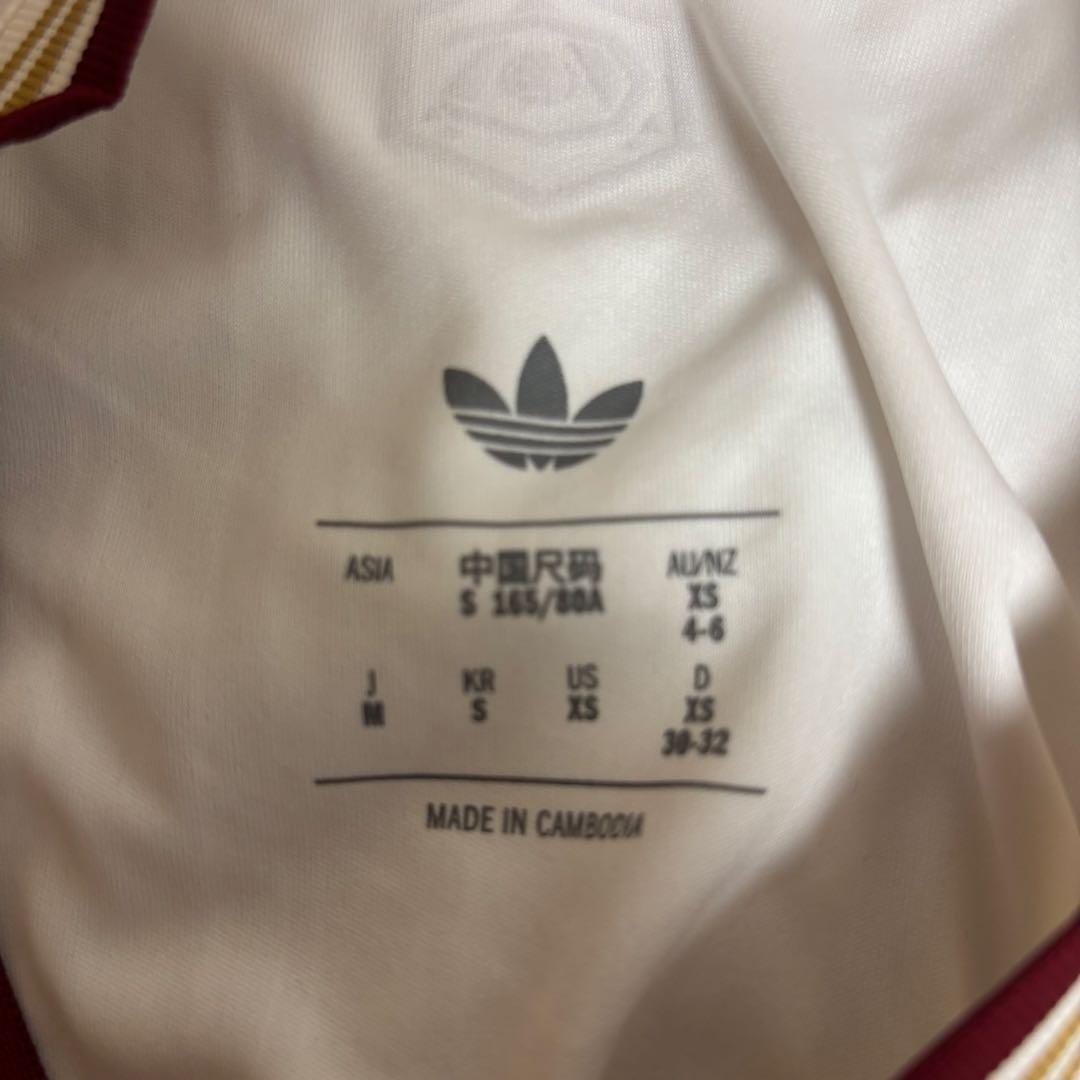 ASIA 中国尺码 AU/NZ
S 165/80A XS
4-6
J KR US D
M S XS XS
30-32
MADE IN CAMBODIA